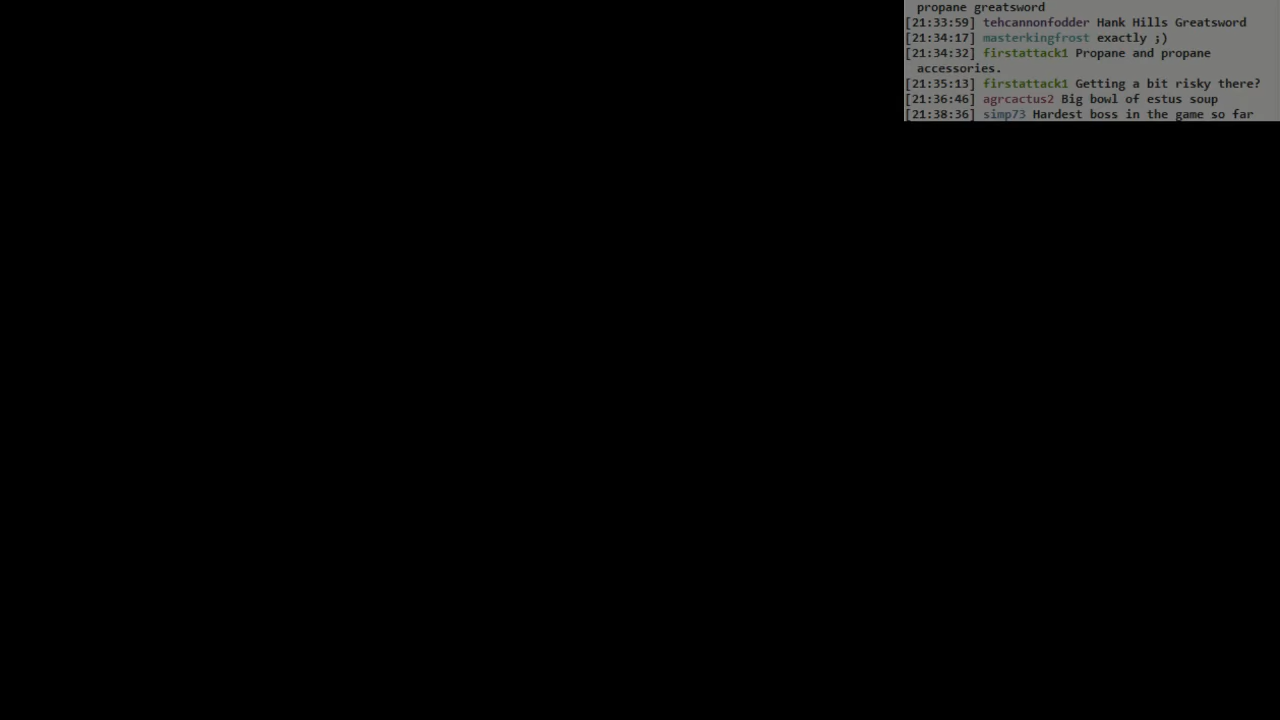 propane greatsword
[21:33:59] tehcannonfodder Hank Hills Greatsword
[21:34:17] masterkingfrost exactly ;)
[21:34:32] firstattack1 Propane and propane
accessories.
[21:35:13] firstattack1 Getting a bit risky there?
[21:36:46] agrcactus2 Big bowl of estus soup
[21:38:36] simp73 Hardest boss in the game so far